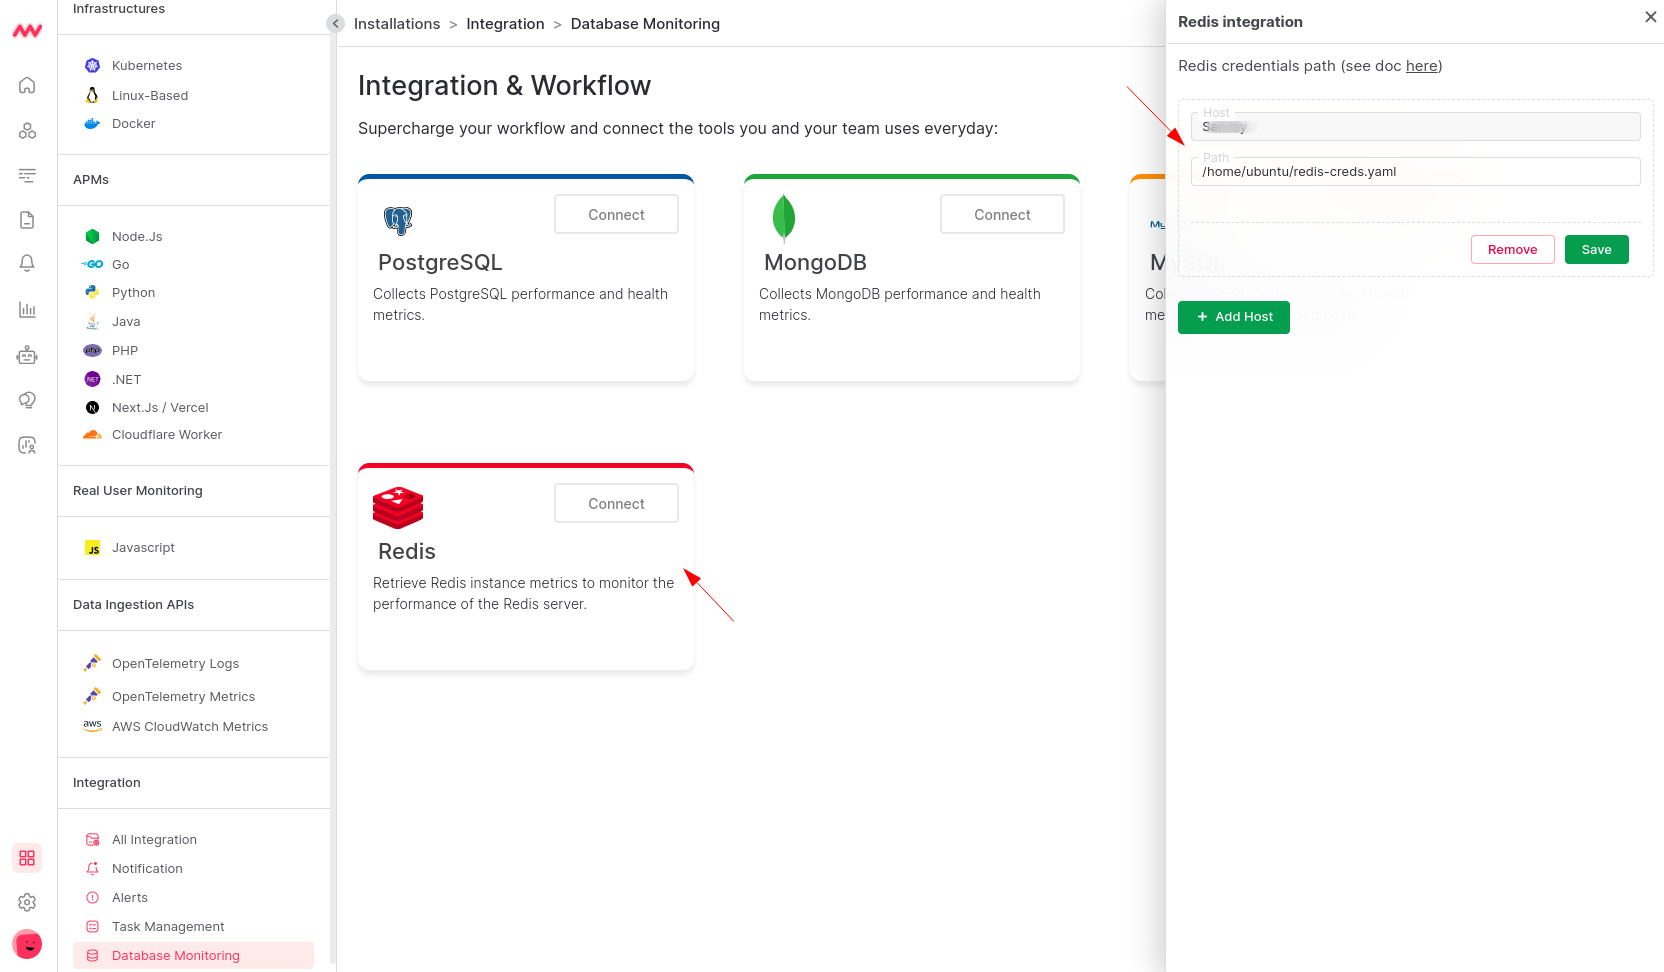 Infrastructures
Kubernetes
Linux-Based
Docker
APMs
Node.Js
Go
Python
Java
PHP
.NET
Next.Js / Vercel
Cloudflare Worker
Real User Monitoring
Javascript
Data Ingestion APIs
OpenTelemetry Logs
OpenTelemetry Metrics
AWS CloudWatch Metrics
Integration
All Integration
Notification
Alerts
Task Management
Database Monitoring
Installations > Integration > Database Monitoring
Integration & Workflow
Supercharge your workflow and connect the tools you and your team uses everyday:
Connect
PostgreSQL
Collects PostgreSQL performance and health
metrics.
Connect
MongoDB
Collects MongoDB performance and health
metrics.
Connect
Redis
Retrieve Redis instance metrics to monitor the
performance of the Redis server.
Redis integration
Redis credentials path (see doc here)
Host
Path
/home/ubuntu/redis-creds.yaml
Remove
Save
+ Add Host